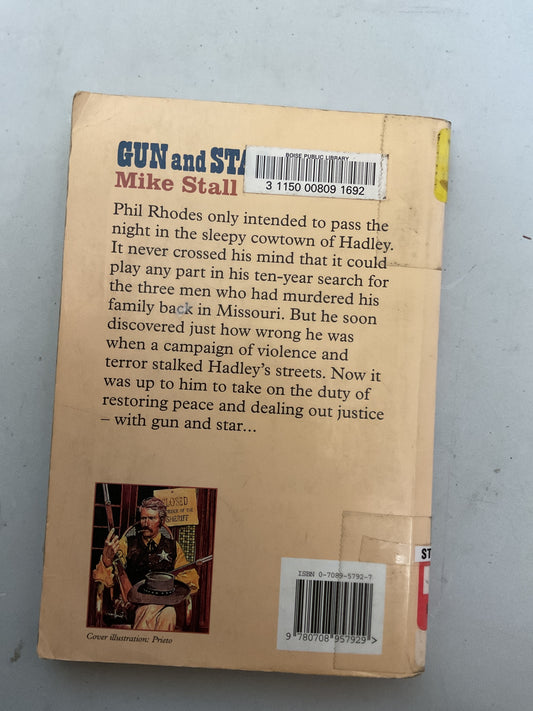 GUN and STA
BOISE PUBLIC LIBRARY
3 1150 00809 1692
Mike Stall
Phil Rhodes only intended to pass the
night in the sleepy cowtown of Hadley.
It never crossed his mind that it could
play any part in his ten-year search for
the three men who had murdered his
family back in Missouri. But he soon
discovered just how wrong he was
when a campaign of violence and
terror stalked Hadley's streets. Now it
was up to him to take on the duty of
restoring peace and dealing out justice
– with gun and star...
CLOSED
ORDER OF THE
SHERIFF
Cover illustration: Prieto
ISBN 0-7089-5792-7
9 780708 957929 >
ST